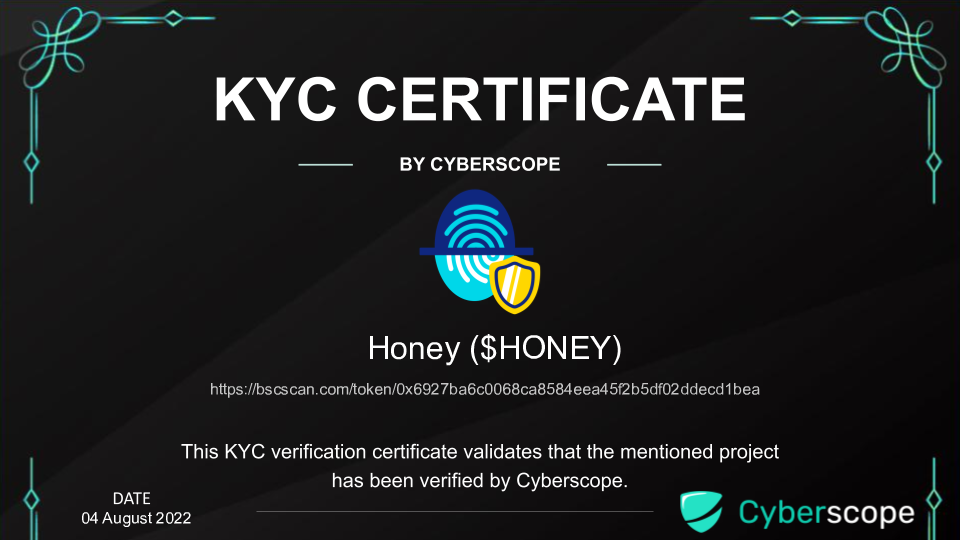 KYC CERTIFICATE
BY CYBERSCOPE
Honey ($HONEY)
https://bscscan.com/token/0x6927ba6c0068ca8584eea45f2b5df02ddecd1bea
This KYC verification certificate validates that the mentioned project
has been verified by Cyberscope.
DATE
04 August 2022
Cyberscope